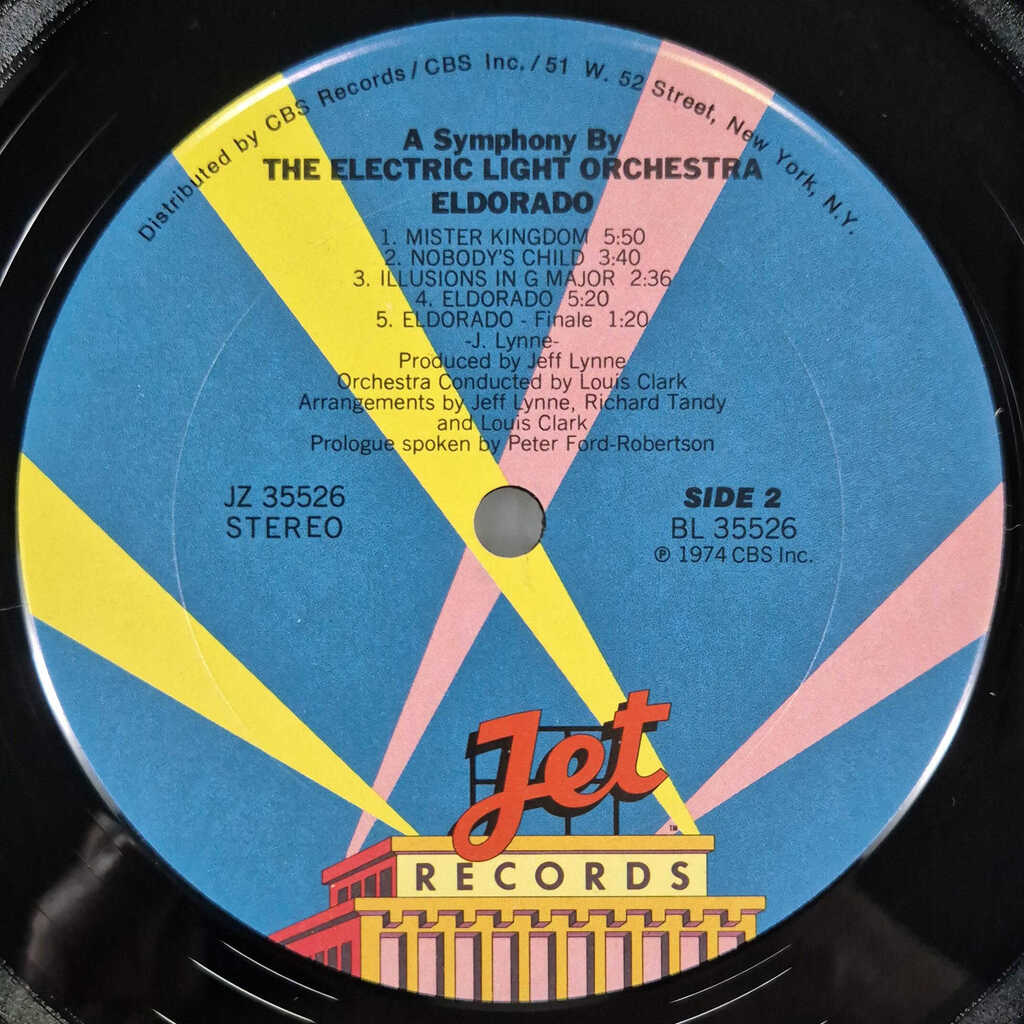 Distributed by CBS Records/CBS Inc./51 W. 52 Street, New York, N.Y.
A Symphony By
THE ELECTRIC LIGHT ORCHESTRA
ELDORADO
1. MISTER KINGDOM 5:50
2. NOBODY'S CHILD 3:40
3. ILLUSIONS IN G MAJOR 2:36
4. ELDORADO 5:20
5. ELDORADO - Finale 1:20
-J. Lynne-
Produced by Jeff Lynne
Orchestra Conducted by Louis Clark
Arrangements by Jeff Lynne, Richard Tandy
and Louis Clark
Prologue spoken by Peter Ford-Robertson
JZ 35526
STEREO
SIDE 2
BL 35526
℗ 1974 CBS Inc.
Jet
TM
RECORDS